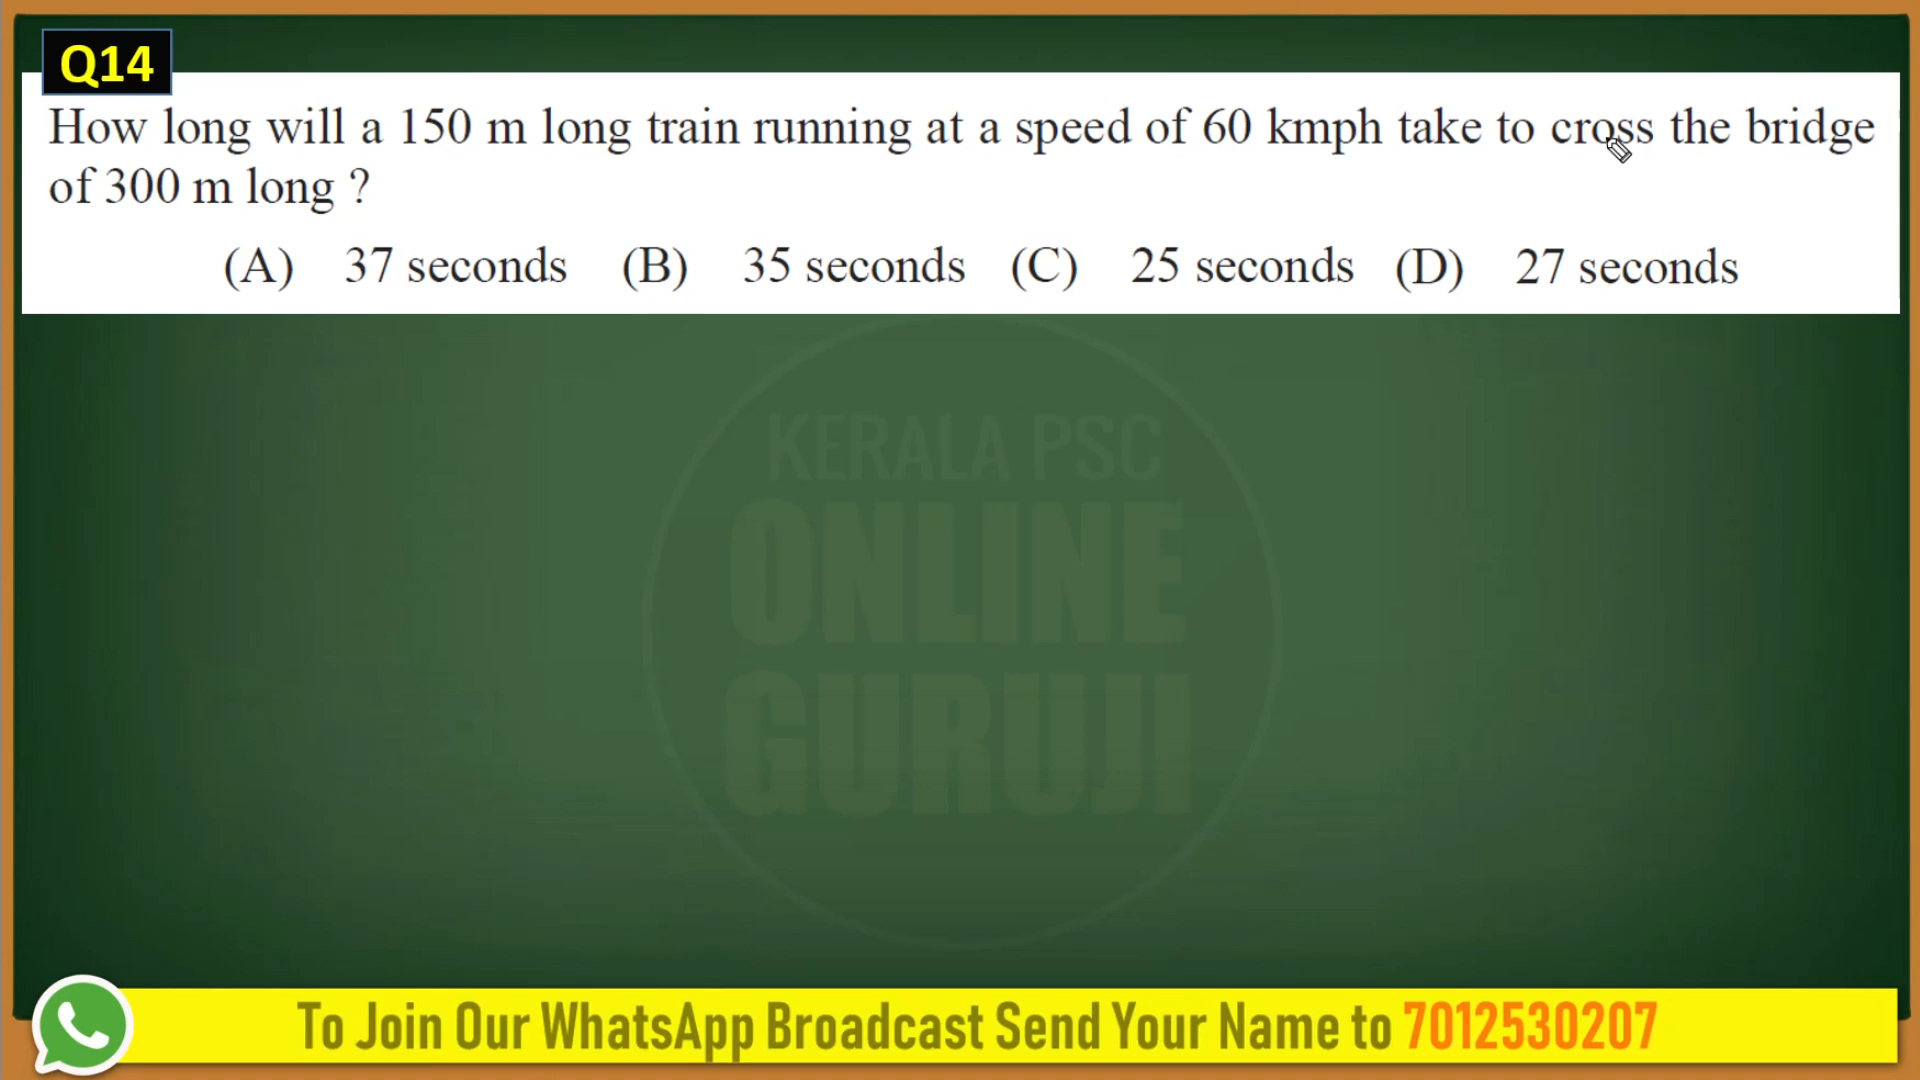 Q14
How long will a 150 m long train running at a speed of 60 kmph take to cross the bridge
of 300 m long ?
(A) 37 seconds (B) 35 seconds (C) 25 seconds (D) 27 seconds
KERALA PSC
ONLINE
GURUJI
To Join Our WhatsApp Broadcast Send Your Name to 7012530207